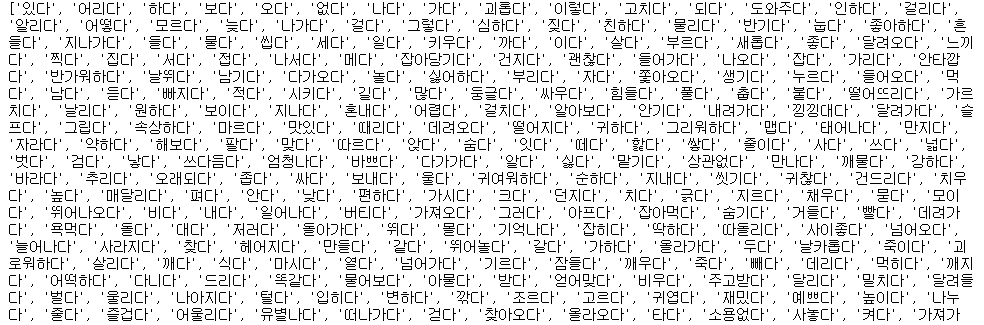 ['있다', '어리다', '하다', '보다', '오다', '없다', '나다', '가다', '괴롭다', '이렇다', '고치다', '되다', '도와주다', '인하다', '걸리다',
'알리다', '어떻다', '모르다', '늦다', '나가다', '걸다', '그렇다', '심하다', '짖다', '친하다', '물리다', '반기다', '눕다', '좋아하다', '흔
들다', '지나가다', '들다', '물다', '씹다', '세다', '일다', '키우다', '까다', '이다', '살다', '부르다', '새롭다', '좋다', '달려오다', '느끼
다', '찍다', '집다', '서다', '접다', '나서다', '메다', '잡아당기다', '건지다', '괜찮다', '들어가다', '나오다', '잡다', '가리다', '안타깝
다', '반가워하다', '날뛰다', '남기다', '다가오다', '놀다', '싫어하다', '부리다', '자다', '쫓아오다', '생기다', '누르다', '들어오다', '먹
다', '남다', '듣다', '빠지다', '적다', '시키다', '길다', '많다', '둥글다', '싸우다', '힘들다', '풀다', '춥다', '붙다', '떨어뜨리다', '가르
치다', '날리다', '원하다', '보이다', '지나다', '혼내다', '어렵다', '걸치다', '알아보다', '안기다', '내려가다', '낑낑대다', '달려가다', '슬
프다', '그립다', '속상하다', '마르다', '맛있다', '때리다', '데려오다', '떨어지다', '귀하다', '그리워하다', '맵다', '태어나다', '만지다',
'자라다', '약하다', '해보다', '팔다', '맞다', '따르다', '앉다', '숨다', '잇다', '떼다', '핥다', '쌓다', '줄이다', '사다', '쓰다', '넓다',
'벗다', '검다', '낳다', '쓰다듬다', '엄청나다', '바쁘다', '다가가다', '앓다', '싫다', '맡기다', '상관없다', '만나다', '깨물다', '강하다',
'바라다', '추리다', '오래되다', '좁다', '싸다', '보내다', '울다', '귀여워하다', '순하다', '지내다', '씻기다', '귀찮다', '건드리다', '치우
다', '높다', '매달리다', '펴다', '안다', '낮다', '편하다', '가시다', '크다', '던지다', '치다', '긁다', '지르다', '채우다', '묻다', '모이
다', '뛰어나오다', '비다', '내다', '일어나다', '버티다', '가져오다', '그러다', '아프다', '잡아먹다', '숨기다', '거들다', '빨다', '데려가
다', '욕먹다', '돌다', '대다', '저러다', '돌아가다', '뛰다', '몰다', '기억나다', '잡히다', '딱하다', '떠올리다', '사이좋다', '넘어오다',
'늘어나다', '사라지다', '찾다', '헤어지다', '만들다', '같다', '뛰어놀다', '갈다', '가하다', '올라가다', '두다', '날카롭다', '죽이다', '괴
로워하다', '살리다', '깨다', '식다', '마시다', '열다', '넘어가다', '기르다', '잠들다', '깨우다', '죽다', '빼다', '데리다', '먹히다', '깨지
다', '어떡하다', '다니다', '드리다', '똑같다', '물어보다', '아물다', '받다', '얻어맞다', '비우다', '주고받다', '달리다', '밀치다', '달려들
다', '벌다', '울리다', '나아지다', '털다', '입히다', '변하다', '깎다', '조르다', '고르다', '귀엽다', '재밌다', '예쁘다', '높이다', '나누
다', '줄다', '즐겁다', '어울리다', '유별나다', '떠나가다', '걷다', '찾아오다', '올라오다', '타다', '소용없다', '사놓다', '켜다', '가져가